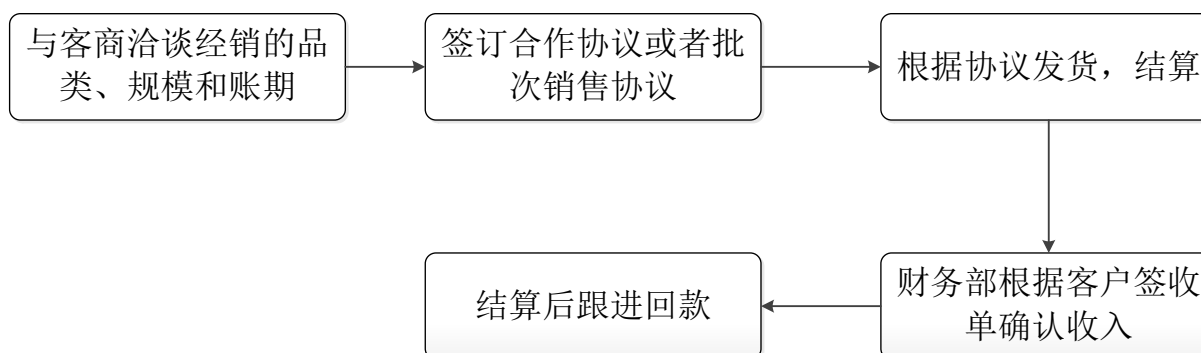 与客商洽谈经销的品
类、规模和账期
签订合作协议或者批
次销售协议
根据协议发货，结算
财务部根据客户签收
单确认收入
结算后跟进回款